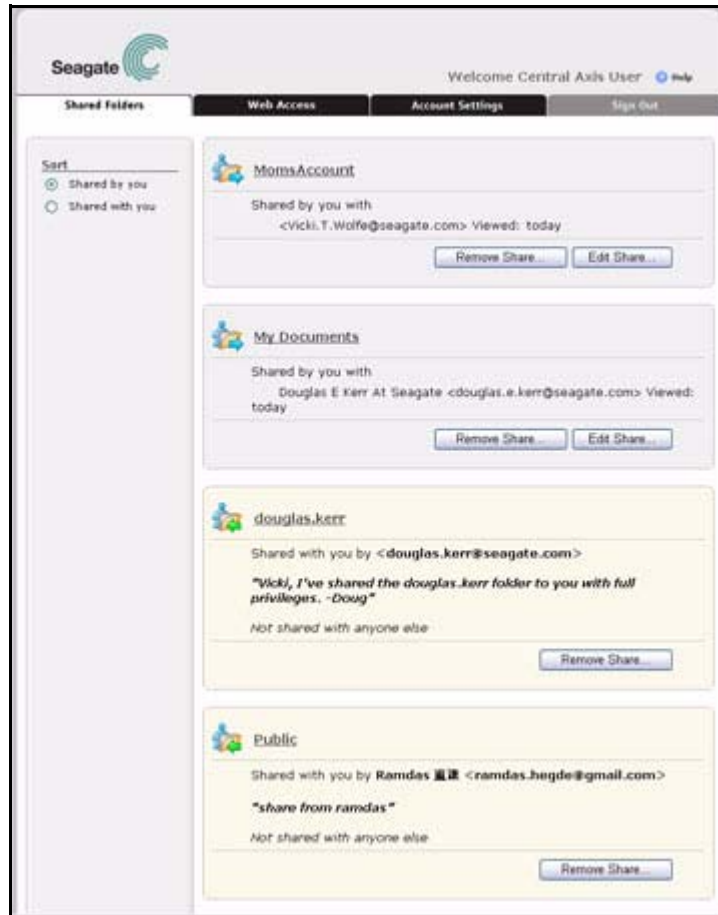 Seagate
Welcome Central Axis User Help
Shared Folders Web Access Account Settings Sign Out
Sort
Shared by you
Shared with you
MomsAccount
Shared by you with
<Vicki.T.Wolfe@seagate.com> Viewed: today
Remove Share... Edit Share...
My Documents
Shared by you with
Douglas E Kerr At Seagate <douglas.e.kerr@seagate.com> Viewed:
today
Remove Share... Edit Share...
douglas.kerr
Shared with you by <douglas.kerr@seagate.com>
"Vicki, I've shared the douglas.kerr folder to you with full
privileges. -Doug"
Not shared with anyone else
Remove Share...
Public
Shared with you by Ramdas <ramdas.hegde@gmail.com>
"share from ramdas"
Not shared with anyone else
Remove Share...